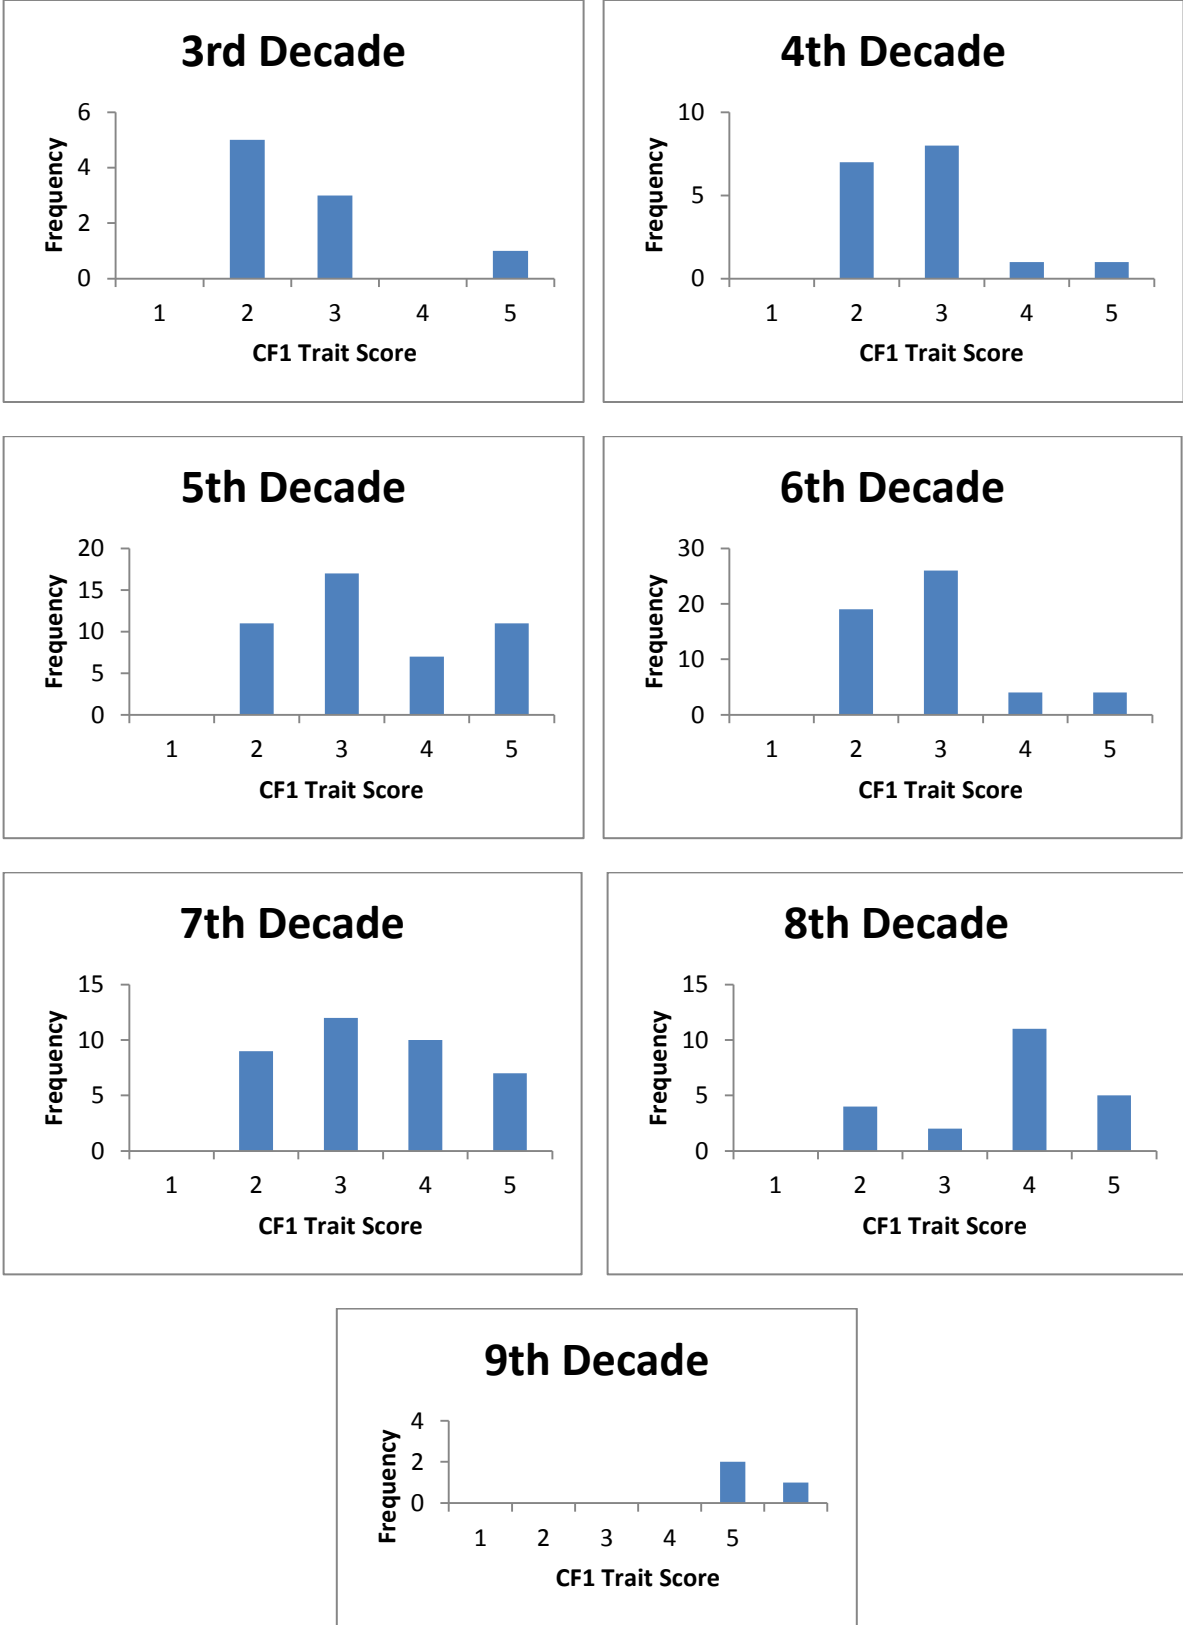 3rd Decade
6
4
2
0
Frequency
1 2 3 4 5
CF1 Trait Score
4th Decade
10
5
0
Frequency
1 2 3 4 5
CF1 Trait Score
5th Decade
20
15
10
5
0
Frequency
1 2 3 4 5
CF1 Trait Score
6th Decade
30
20
10
0
Frequency
1 2 3 4 5
CF1 Trait Score
7th Decade
15
10
5
0
Frequency
1 2 3 4 5
CF1 Trait Score
8th Decade
15
10
5
0
Frequency
1 2 3 4 5
CF1 Trait Score
9th Decade
4
2
0
Frequency
1 2 3 4 5
CF1 Trait Score